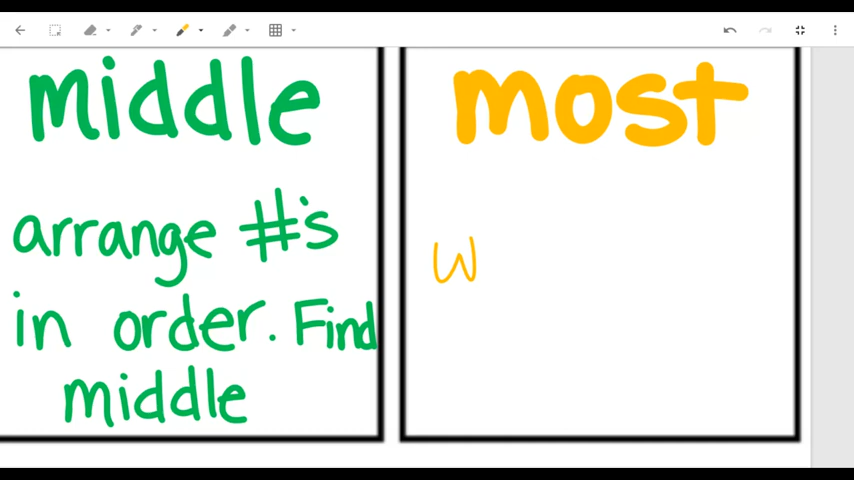 middle
arrange #'s
in order. Find
middle
most
W